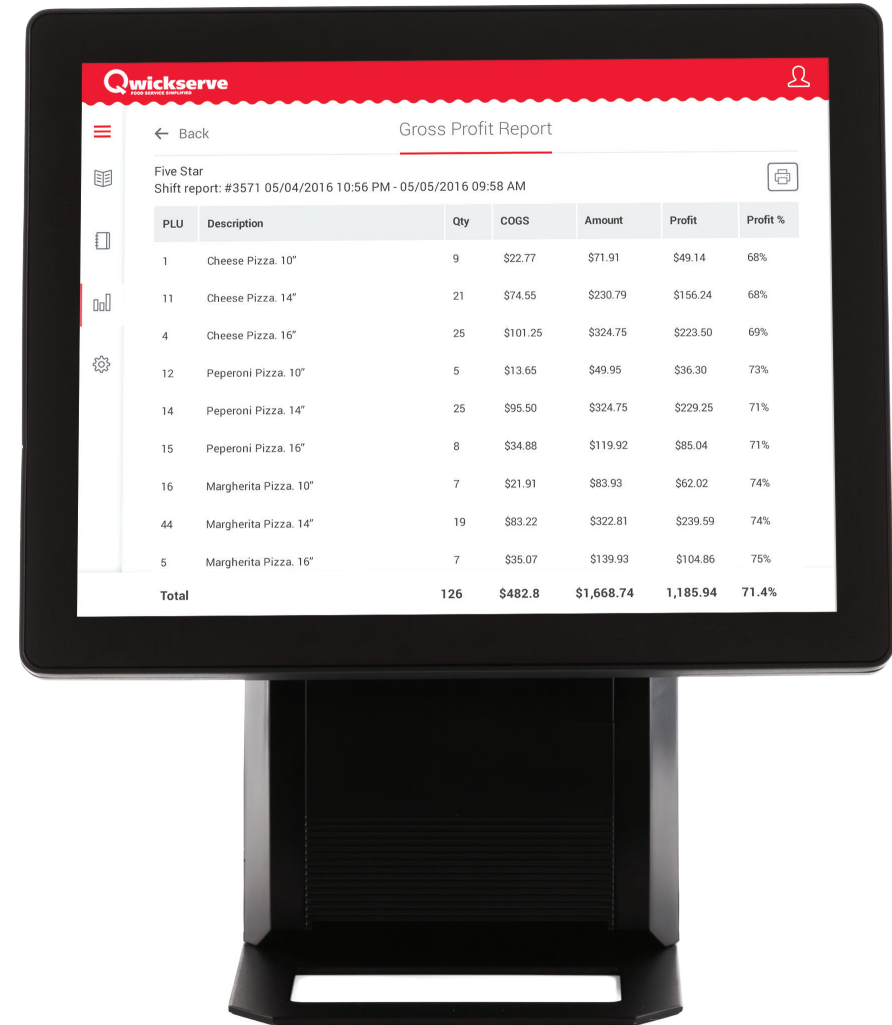 Qwickserve
FOOD SERVICE SIMPLIFIED
← Back
Gross Profit Report
Five Star
Shift report: #3571 05/04/2016 10:56 PM - 05/05/2016 09:58 AM
PLU Description Qty COGS Amount Profit Profit %
1 Cheese Pizza. 10” 9 $22.77 $71.91 $49.14 68%
11 Cheese Pizza. 14” 21 $74.55 $230.79 $156.24 68%
4 Cheese Pizza. 16” 25 $101.25 $324.75 $223.50 69%
12 Peperoni Pizza. 10” 5 $13.65 $49.95 $36.30 73%
14 Peperoni Pizza. 14” 25 $95.50 $324.75 $229.25 71%
15 Peperoni Pizza. 16” 8 $34.88 $119.92 $85.04 71%
16 Margherita Pizza. 10” 7 $21.91 $83.93 $62.02 74%
44 Margherita Pizza. 14” 19 $83.22 $322.81 $239.59 74%
5 Margherita Pizza. 16” 7 $35.07 $139.93 $104.86 75%
Total 126 $482.8 $1,668.74 1,185.94 71.4%